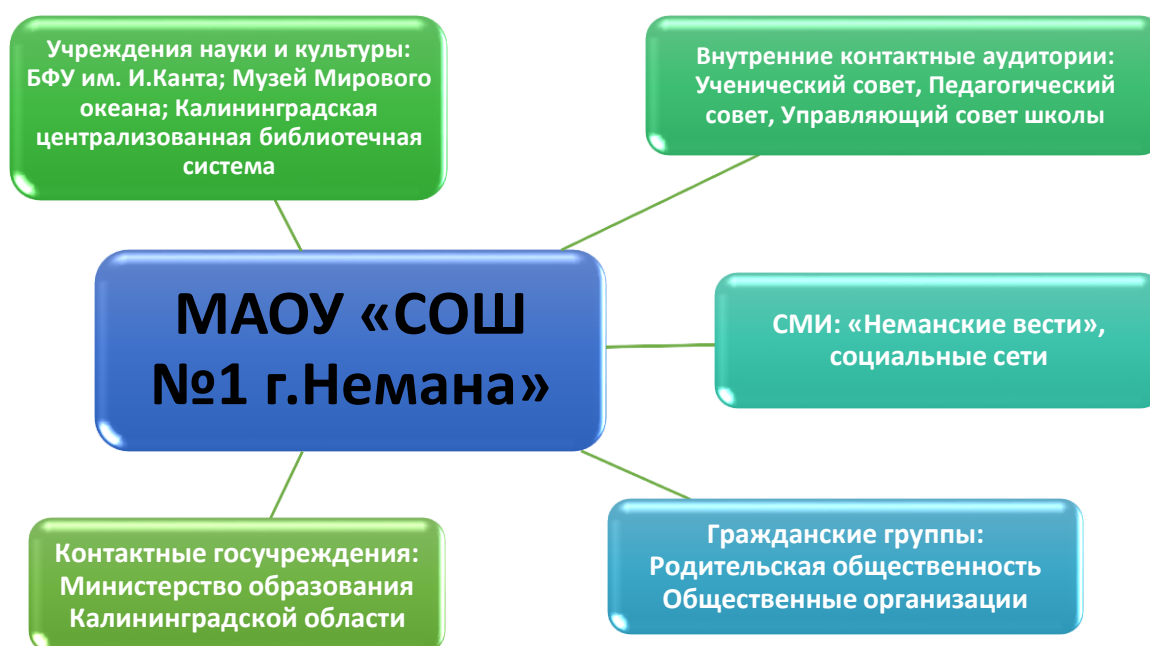 Учреждения науки и культуры:
БФУ им. И.Канта; Музей Мирового
океана; Калининградская
централизованная библиотечная
система
Внутренние контактные аудитории:
Ученический совет, Педагогический
совет, Управляющий совет школы
МАОУ «СОШ
№1 г.Немана»
СМИ: «Неманские вести»,
социальные сети
Контактные госучреждения:
Министерство образования
Калининградской области
Гражданские группы:
Родительская общественность
Общественные организации